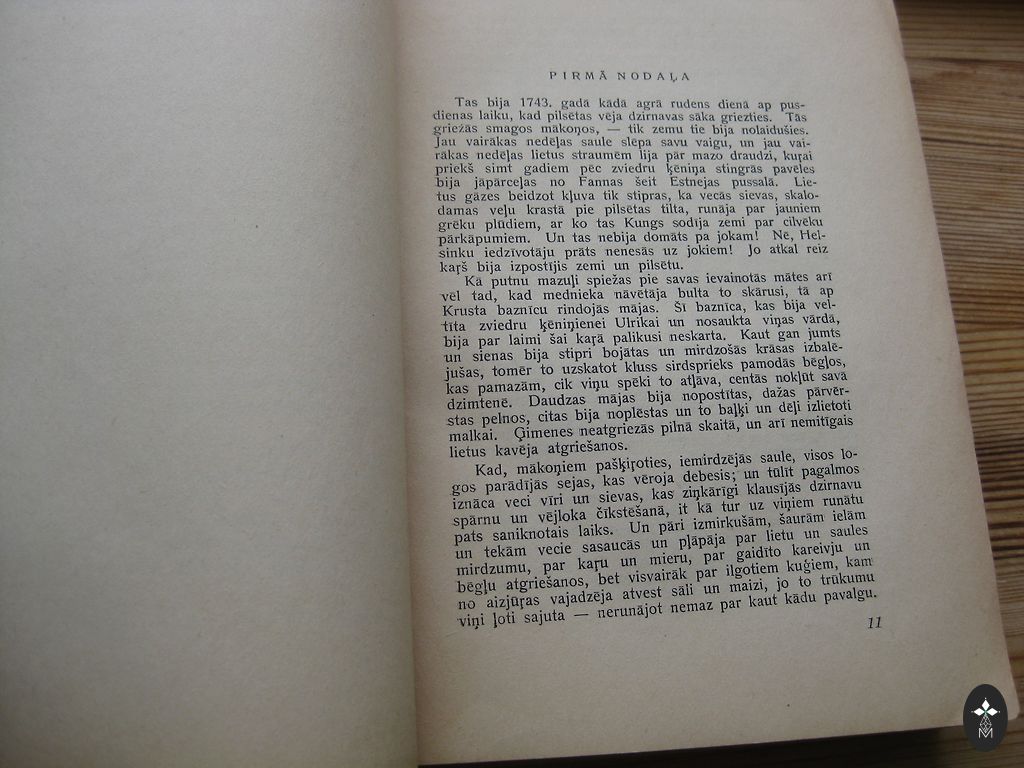 PIRMĀ NODAĻA
Tas bija 1743. gadā kādā agrā rudens dienā ap pus-
dienas laiku, kad pilsētas vēja dzirnavas sāka griezties. Tās
griezās smagos mākoņos, — tik zemu tie bija nolaidušies.
Jau vairākas nedēļas saule slēpa savu vaigu, un jau vai-
rākas nedēļas lietus straumēm lija pār mazo draudzi, kuŗai
priekš simt gadiem pēc zviedru ķēniņa stingrās pavēles
bija jāpārceļas no Fannas šeit Estnejas pussalā. Lie-
tus gāzes beidzot kļuva tik stipras, ka vecās sievas, skalo-
damas veļu krastā pie pilsētas tilta, runāja par jauniem
grēku plūdiem, ar ko tas Kungs sodīja zemi par cilvēku
pārkāpumiem. Un tas nebija domāts pa jokam! Nē, Hel-
sinku iedzīvotāju prāts nenesās uz jokiem! Jo atkal reiz
kaŗš bija izpostījis zemi un pilsētu.
Kā putnu mazuļi spiežas pie savas ievainotās mātes arī
vēl tad, kad mednieka nāvētāja bulta to skārusi, tā ap
Krusta baznīcu rindojās mājas. Šī baznīca, kas bija vel-
tīta zviedru ķēniņienei Ulrikai un nosaukta viņas vārdā,
bija par laimi šai kaŗā palikusi neskarta. Kaut gan jumts
un sienas bija stipri bojātas un mirdzošās krāsas izbalē-
jušas, tomēr to uzskatot kluss sirdsprieks pamodās bēgļos,
kas pamazām, cik viņu spēki to atļāva, centās nokļūt savā
dzimtenē. Daudzas mājas bija nopostītas, dažas pārvēr-
stas pelnos, citas bija noplēstas un to baļķi un dēļi izlietoti
malkai. Ģimenes neatgriezās pilnā skaitā, un arī nemitīgais
lietus kavēja atgriešanos.
Kad, mākoņiem pašķiŗoties, iemirdzējās saule, visos lo-
gos parādījās sejas, kas vēroja debesis; un tūlīt pagalmos
iznāca veci vīri un sievas, kas ziņkārīgi klausījās dzirnavu
spārnu un vējloka čīkstēšanā, it kā tur uz viņiem runātu
pats saniknotais laiks. Un pāri izmirkušām, šaurām ielām
un tekām vecie sasaucās un pļāpāja par lietu un saules
mirdzumu, par kaŗu un mieru, par gaidīto kareivju un
bēgļu atgriešanos, bet visvairāk par ilgotiem kuģiem, kam
no aizjūŗas vajadzēja atvest sāli un maizi, jo to trūkumu
viņi ļoti sajuta — nerunājot nemaz par kaut kādu pavalgu.
11
M